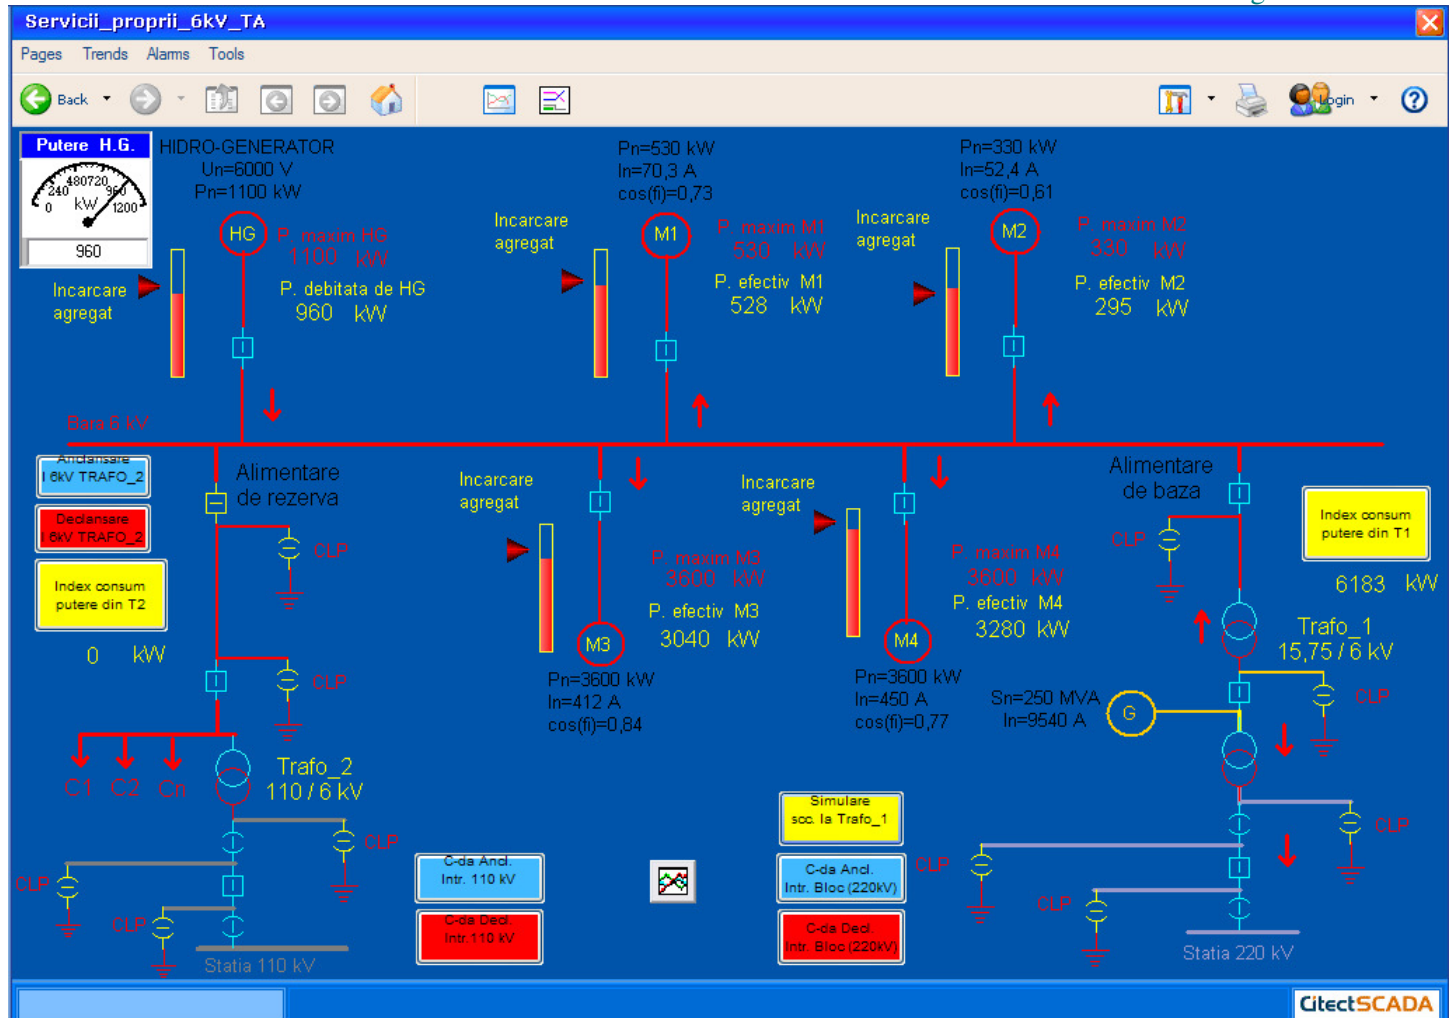 Servicii_proprii_6kV_TA
Pages Trends Alarms Tools
Back
Login
Putere H.G.
240
480
720
960
0
kW
1200
960
HIDRO-GENERATOR
Un=6000 V
Pn=1100 kW
HG
P. maxim HG
1100 kW
P. debitata de HG
960 kW
Incarcare
agregat
Pn=530 kW
In=70,3 A
cos(fi)=0,73
Incarcare
agregat
M1
P. maxim M1
530 kW
P. efectiv M1
528 kW
Pn=330 kW
In=52,4 A
cos(fi)=0,61
Incarcare
agregat
M2
P. maxim M2
330 kW
P. efectiv M2
295 kW
Bara 6 kV
Anclansare
I 6kV TRAFO_2
Declansare
I 6kV TRAFO_2
Index consum
putere din T2
0 kW
Alimentare
de rezerva
CLP
CLP
Incarcare
agregat
P. maxim M3
3600 kW
P. efectiv M3
3040 kW
M3
Pn=3600 kW
In=412 A
cos(fi)=0,84
Incarcare
agregat
P. maxim M4
3600 kW
P. efectiv M4
3280 kW
M4
Pn=3600 kW
In=450 A
cos(fi)=0,77
Alimentare
de baza
CLP
Index consum
putere din T1
6183 kW
Trafo_1
15,75 / 6 kV
Sn=250 MVA
In=9540 A
G
CLP
C1 C2 Cn
Trafo_2
110 / 6 kV
CLP
CLP
CLP
Statia 110 kV
C-da Ancl.
Intr. 110 kV
C-da Decl.
Intr.110 kV
Simulare
scc. la Trafo_1
C-da Ancl.
Intr. Bloc (220kV)
C-da Decl.
Intr. Bloc (220kV)
CLP
CLP
CLP
Statia 220 kV
CitectSCADA